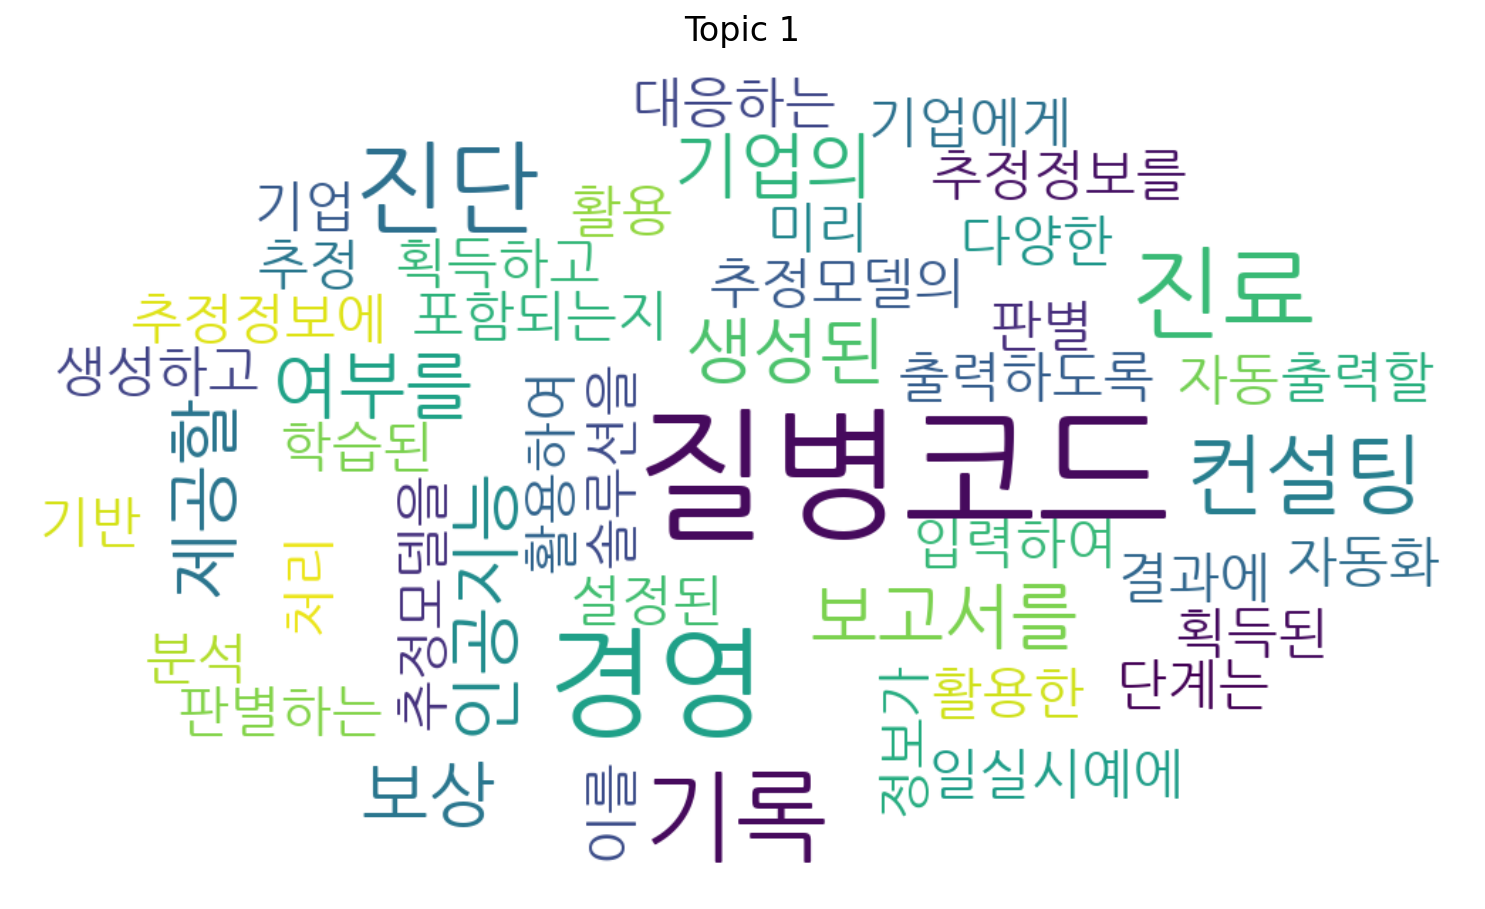 Topic 1
대응하는
기업에게
기업의
진단
추정정보를
기업
활용
미리
다양한
추정
획득하고
추정모델의
진료
추정정보에
포함되는지
판별
생성된
생성하고
여부를
출력하도록
자동
출력할
제공할
학습된
활용하여
솔루션을
질병코드
컨설팅
기반
처리
추정모델을
인공지능
입력하여
결과에
자동화
설정된
보고서를
획득된
분석
경영
판별하는
정보가
활용한
단계는
보상
이를
기록
일실시예에